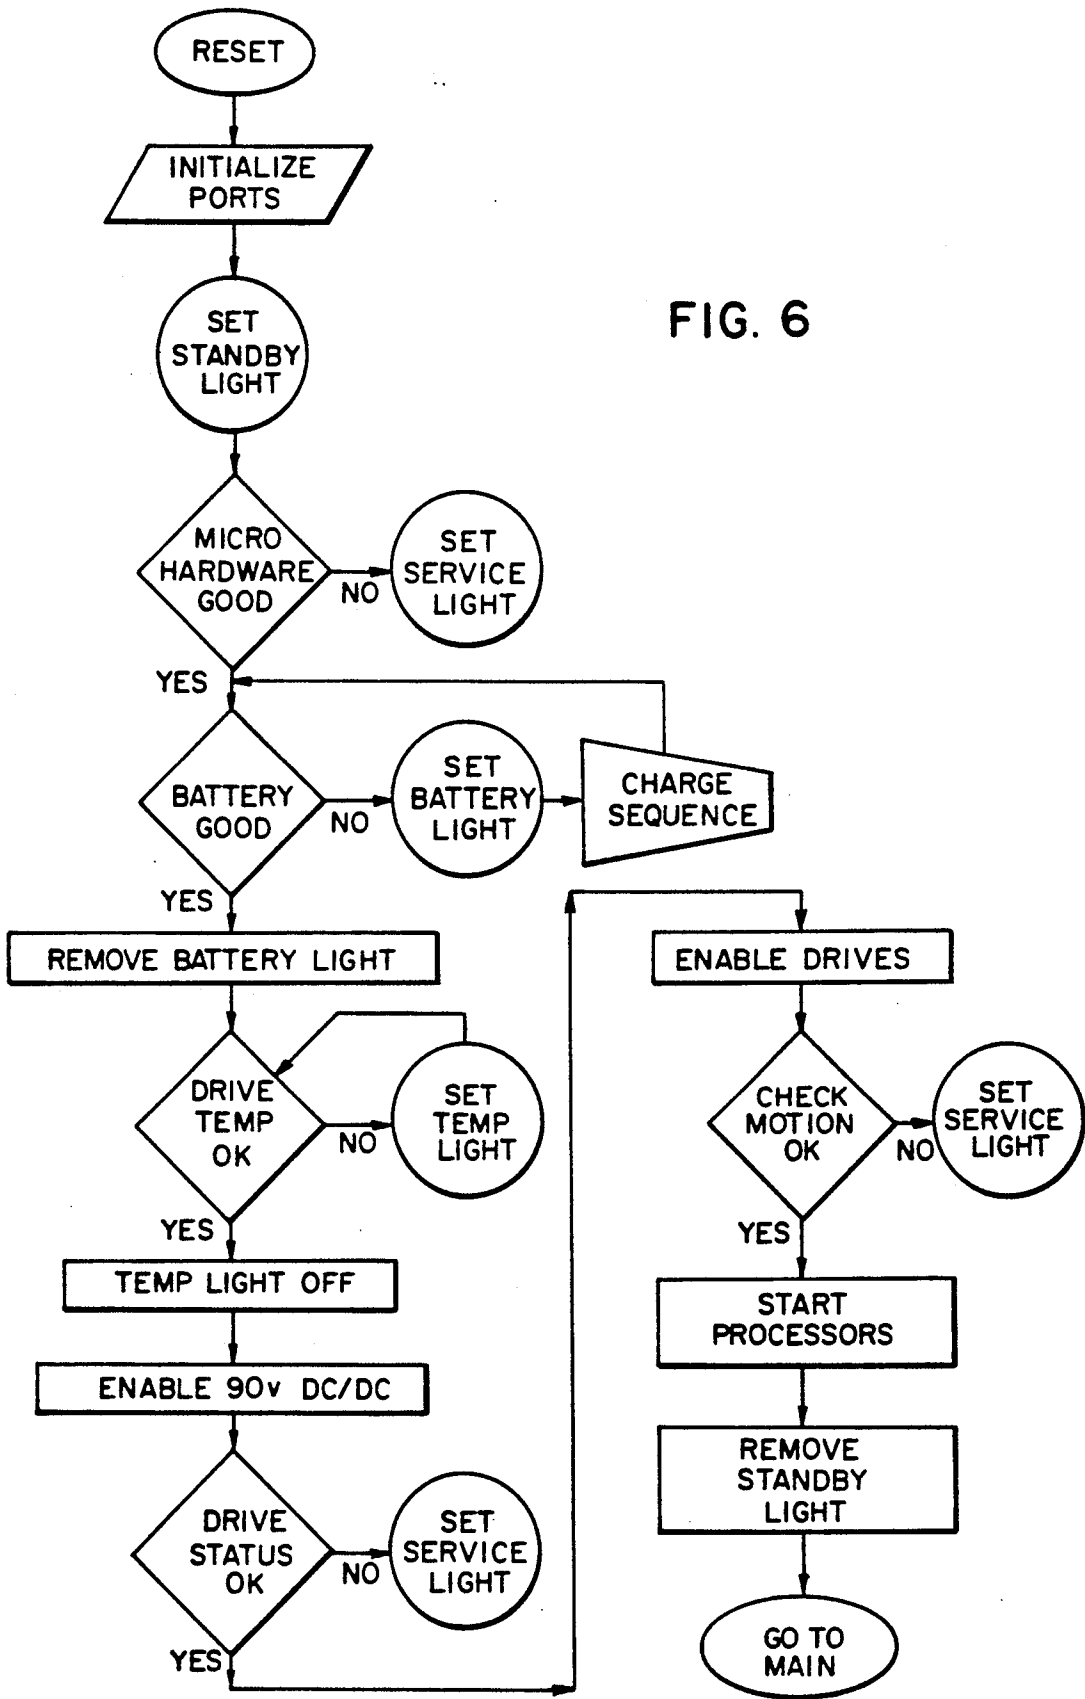 RESET
INITIALIZE
PORTS
SET
STANDBY
LIGHT
FIG. 6
MICRO
HARDWARE
GOOD
NO
SET
SERVICE
LIGHT
YES
BATTERY
GOOD
NO
SET
BATTERY
LIGHT
CHARGE
SEQUENCE
YES
REMOVE BATTERY LIGHT
DRIVE
TEMP
OK
NO
SET
TEMP
LIGHT
YES
TEMP LIGHT OFF
ENABLE 90v DC/DC
DRIVE
STATUS
OK
NO
SET
SERVICE
LIGHT
YES
ENABLE DRIVES
CHECK
MOTION
OK
NO
SET
SERVICE
LIGHT
YES
START
PROCESSORS
REMOVE
STANDBY
LIGHT
GO TO
MAIN